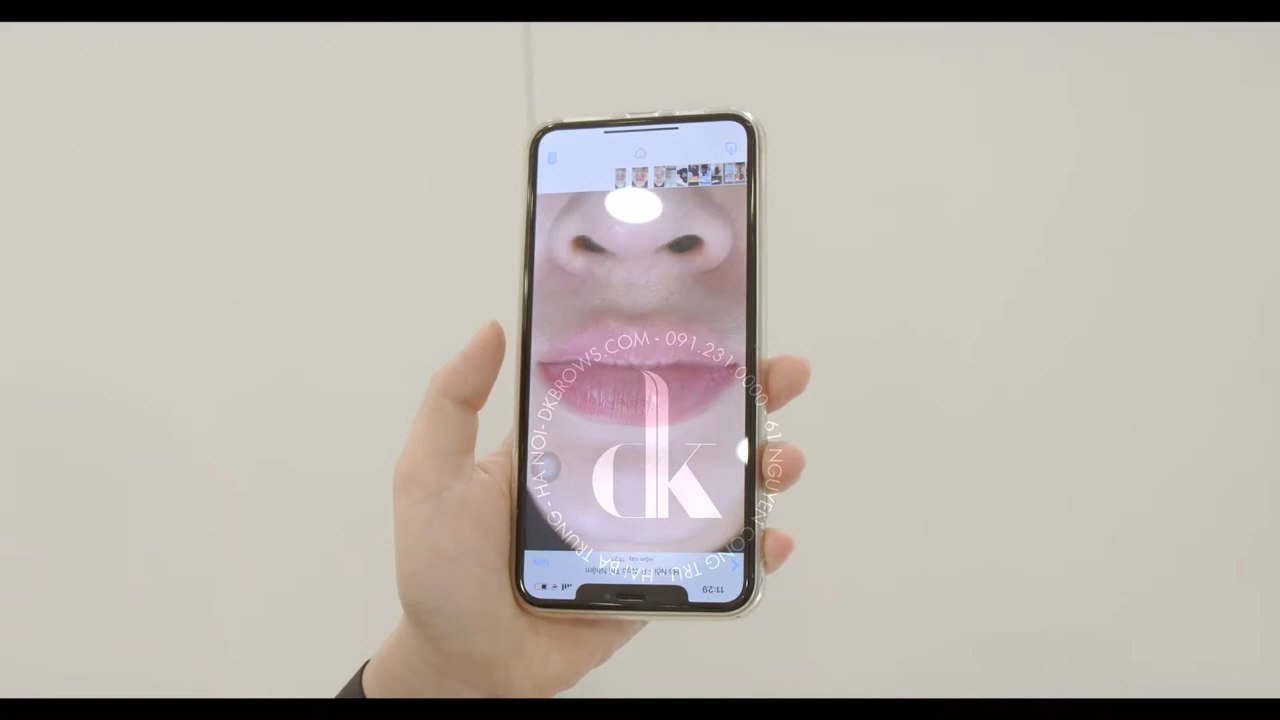 DKBROWS.COM - 091.231.0000 - 61 NGUYEN CONG TRU - HAI BA TRUNG - HA NOI -
dk
11:29